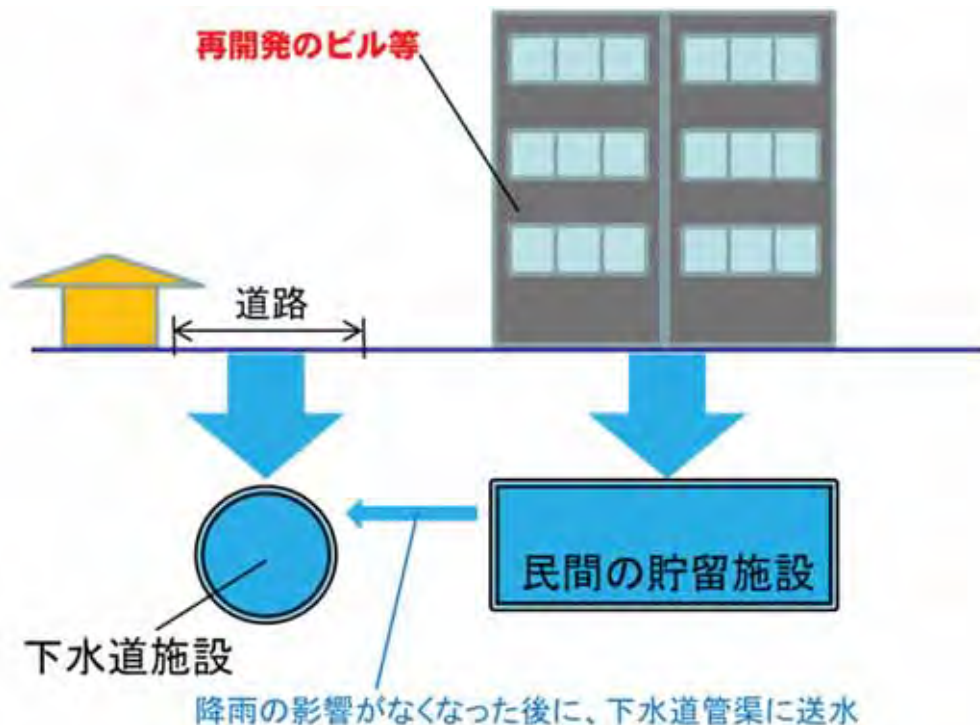 再開発のビル等
道路
民間の貯留施設
下水道施設
降雨の影響がなくなった後に、下水道管渠に送水